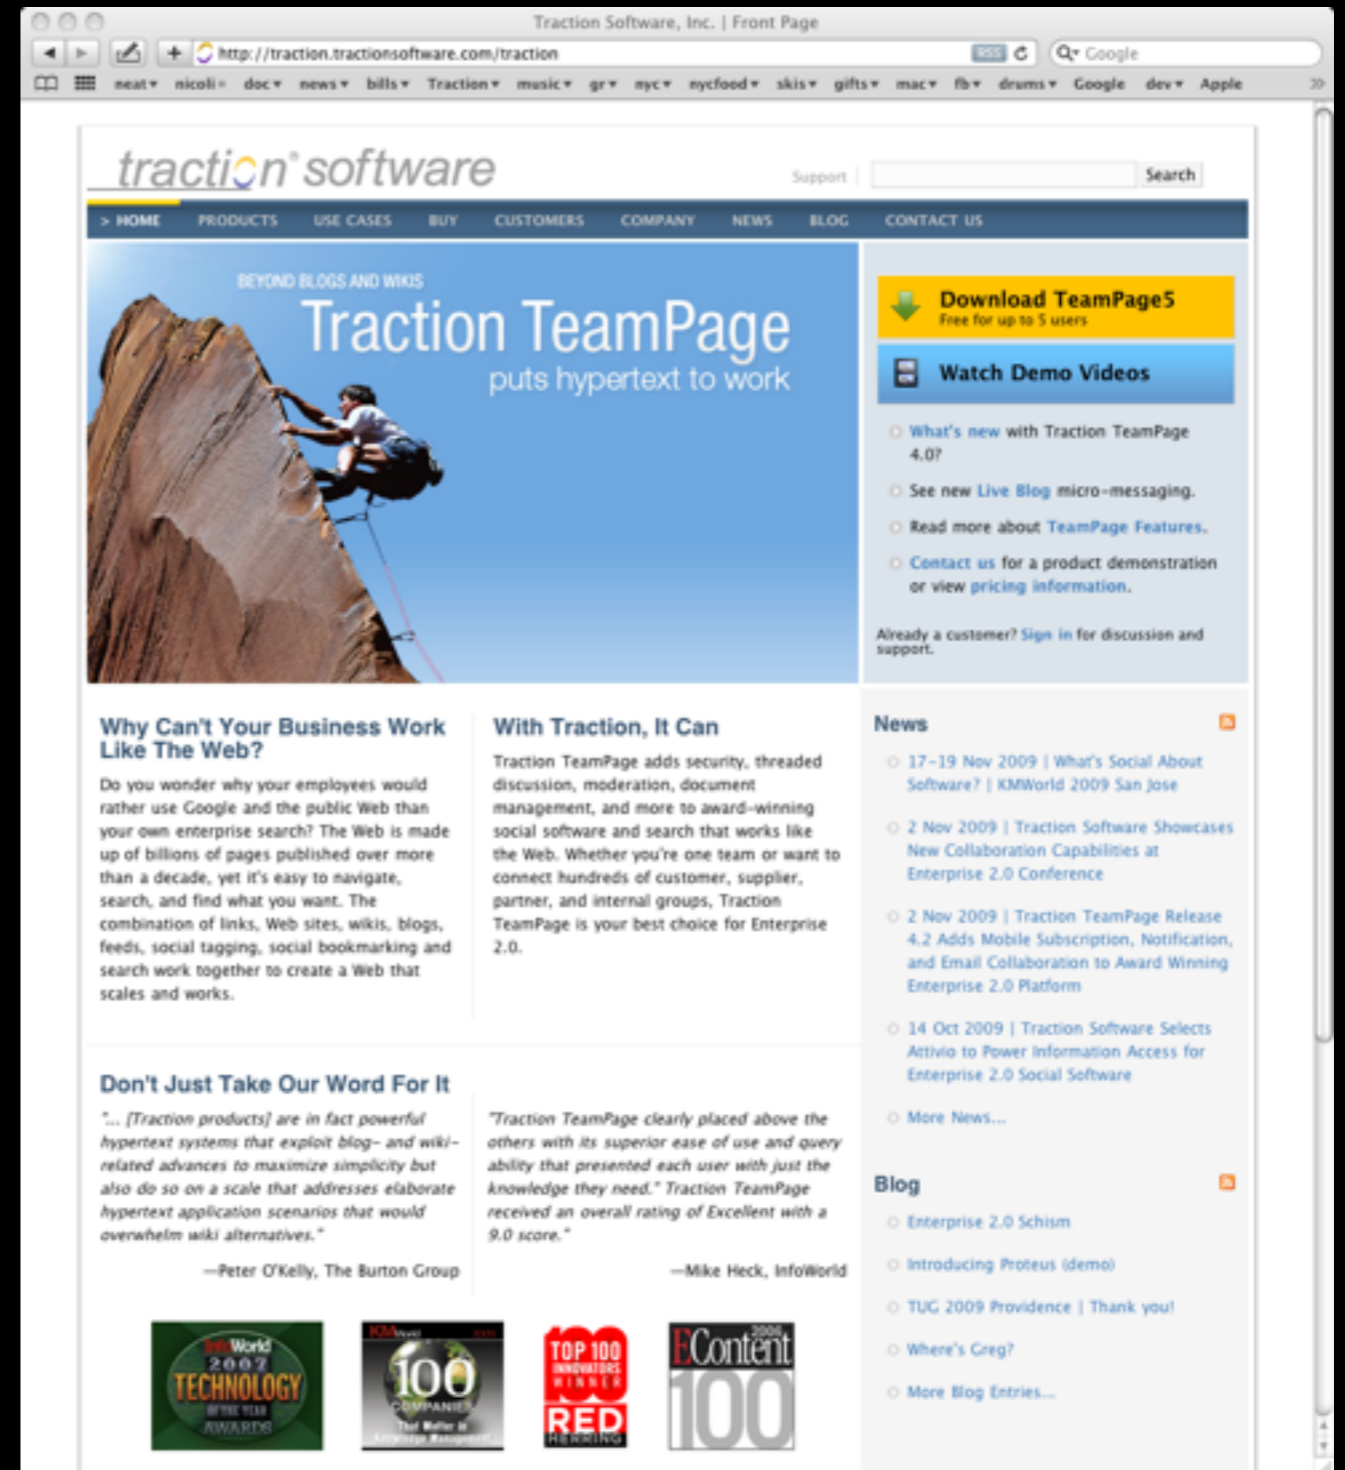 Traction Software, Inc. | Front Page
http://traction.tractionsoftware.com/traction
RSS
Google
neat
nicoli
doc
news
bills
Traction
music
gr
nyc
nycfood
skis
gifts
mac
fb
drums
Google
dev
Apple
traction software
Support
Search
> HOME PRODUCTS USE CASES BUY CUSTOMERS COMPANY NEWS BLOG CONTACT US
BEYOND BLOGS AND WIKIS
Traction TeamPage
puts hypertext to work
Download TeamPage5
Free for up to 5 users
Watch Demo Videos
What's new with Traction TeamPage
4.0?
See new Live Blog micro-messaging.
Read more about TeamPage Features.
Contact us for a product demonstration
or view pricing information.
Already a customer? Sign in for discussion and
support.
Why Can't Your Business Work
Like The Web?
Do you wonder why your employees would
rather use Google and the public Web than
your own enterprise search? The Web is made
up of billions of pages published over more
than a decade, yet it's easy to navigate,
search, and find what you want. The
combination of links, Web sites, wikis, blogs,
feeds, social tagging, social bookmarking and
search work together to create a Web that
scales and works.
With Traction, It Can
Traction TeamPage adds security, threaded
discussion, moderation, document
management, and more to award-winning
social software and search that works like
the Web. Whether you're one team or want to
connect hundreds of customer, supplier,
partner, and internal groups, Traction
TeamPage is your best choice for Enterprise
2.0.
Don't Just Take Our Word For It
"... [Traction products] are in fact powerful
hypertext systems that exploit blog- and wiki-
related advances to maximize simplicity but
also do so on a scale that addresses elaborate
hypertext application scenarios that would
overwhelm wiki alternatives."
—Peter O'Kelly, The Burton Group
"Traction TeamPage clearly placed above the
others with its superior ease of use and query
ability that presented each user with just the
knowledge they need." Traction TeamPage
received an overall rating of Excellent with a
9.0 score."
—Mike Heck, InfoWorld
InfoWorld
2007
TECHNOLOGY
OF THE YEAR
AWARDS
KMWorld
100
COMPANIES
That Matter in
Knowledge Management
TOP 100
INNOVATORS
WINNER
RED
HERRING
EContent
100
News
17-19 Nov 2009 | What's Social About
Software? | KMWorld 2009 San Jose
2 Nov 2009 | Traction Software Showcases
New Collaboration Capabilities at
Enterprise 2.0 Conference
2 Nov 2009 | Traction TeamPage Release
4.2 Adds Mobile Subscription, Notification,
and Email Collaboration to Award Winning
Enterprise 2.0 Platform
14 Oct 2009 | Traction Software Selects
Attivio to Power Information Access for
Enterprise 2.0 Social Software
More News...
Blog
Enterprise 2.0 Schism
Introducing Proteus (demo)
TUG 2009 Providence | Thank you!
Where's Greg?
More Blog Entries...